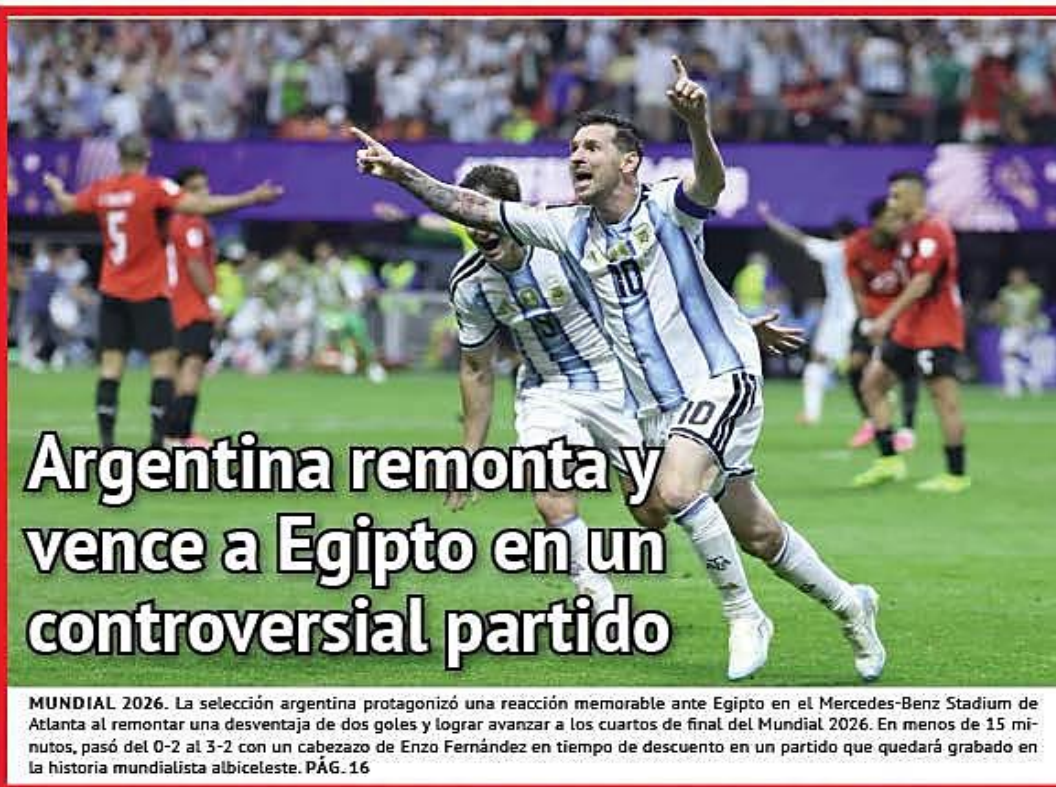 5
10
10
Argentina remonta y
vence a Egipto en un
controversial partido
MUNDIAL 2026. La selección argentina protagonizó una reacción memorable ante Egipto en el Mercedes-Benz Stadium de
Atlanta al remontar una desventaja de dos goles y lograr avanzar a los cuartos de final del Mundial 2026. En menos de 15 mi-
nutos, pasó del 0-2 al 3-2 con un cabezazo de Enzo Fernández en tiempo de descuento en un partido que quedará grabado en
la historia mundialista albiceleste. PÁG. 16